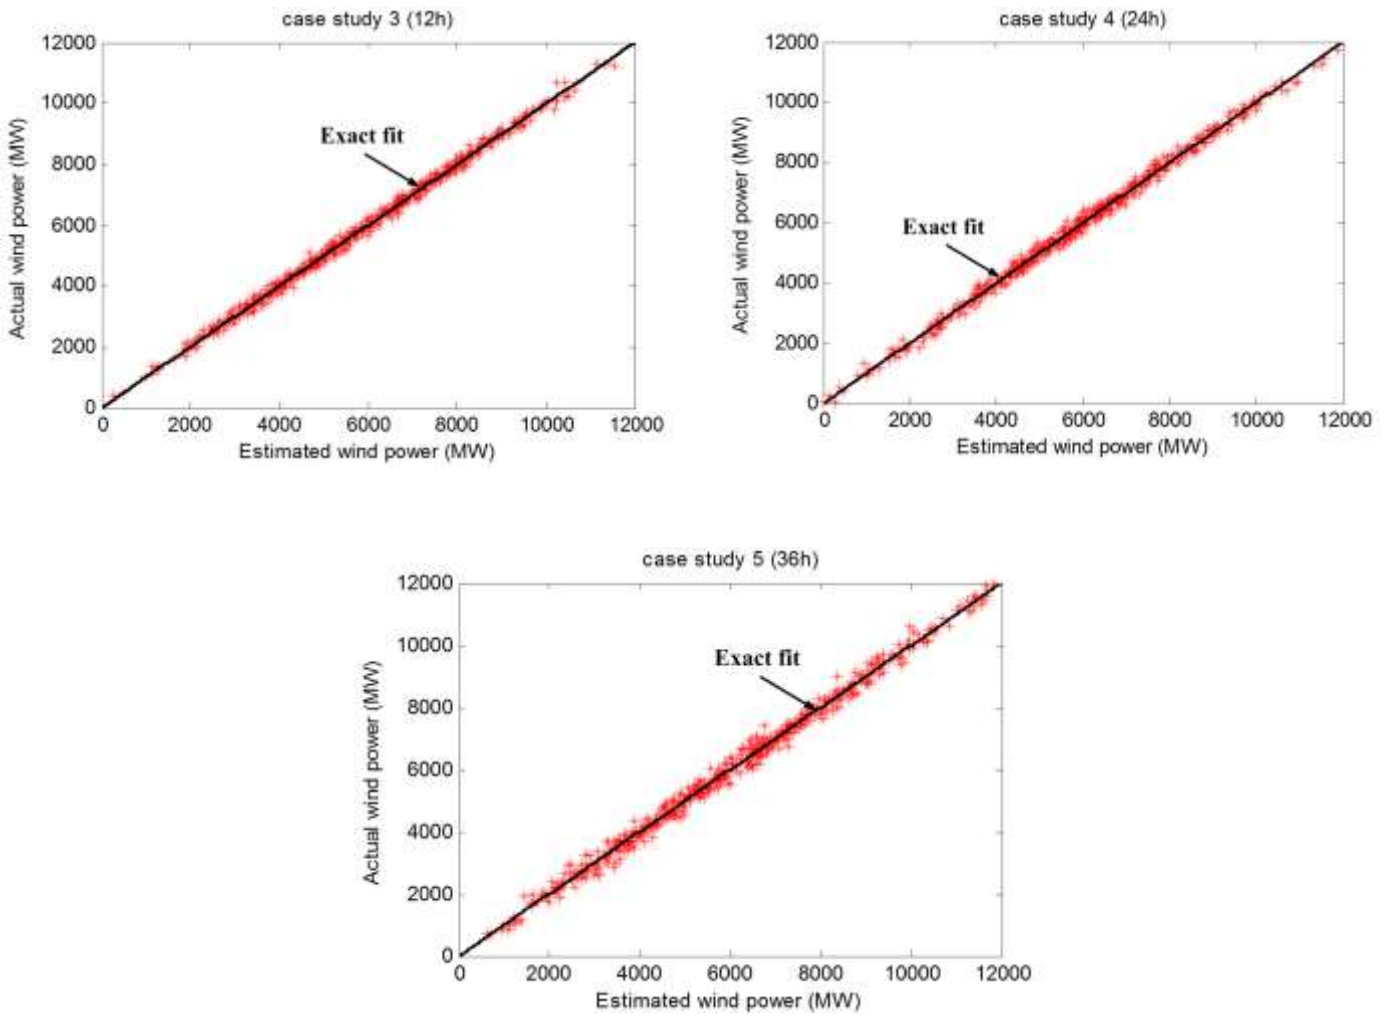 case study 3 (12h)
12000
10000
8000
6000
4000
2000
0
Actual wind power (MW)
Exact fit
0 2000 4000 6000 8000 10000 12000
Estimated wind power (MW)
case study 4 (24h)
12000
10000
8000
6000
4000
2000
0
Actual wind power (MW)
Exact fit
0 2000 4000 6000 8000 10000 12000
Estimated wind power (MW)
case study 5 (36h)
12000
10000
8000
6000
4000
2000
0
Actual wind power (MW)
Exact fit
0 2000 4000 6000 8000 10000 12000
Estimated wind power (MW)